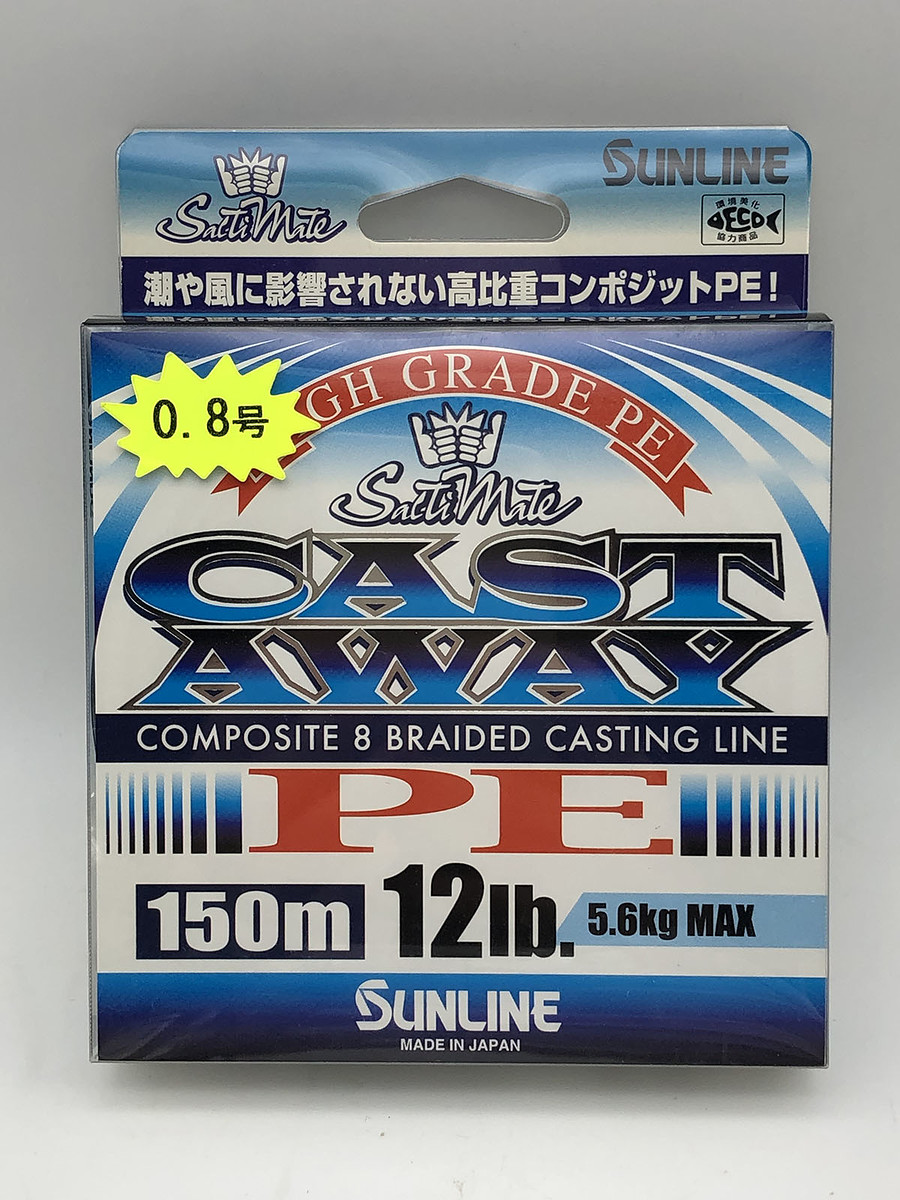 SaltiMate
SUNLINE
環境美化
DECO
協力商品
潮や風に影響されない高比重コンポジットPE!
0.8号
GH GRADE PE
SaltiMate
CAST
AWAY
COMPOSITE 8 BRAIDED CASTING LINE
PE
150m 12lb. 5.6kg MAX
SUNLINE
MADE IN JAPAN